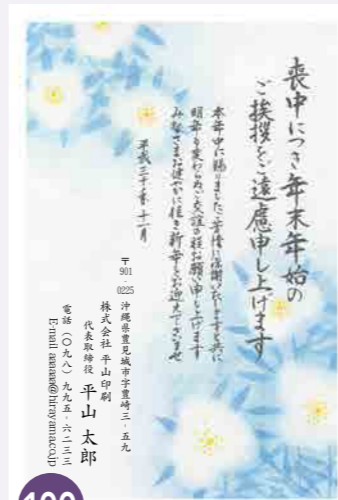 喪中につき年末年始の
ご挨拶をご遠慮申し上げます
本年中に賜りましたご芳情に深謝いたしますと共に
明年も変わらぬご交誼の程お願い申し上げます
みなさまお健やかに佳き新年をお迎え下さいませ
平成三十年十一月
〒901 0225 沖縄県豊見城市字豊崎三‐五九
株式会社 平山印刷
代表取締役 平山 太郎
電話(〇九八)九九五‐六二三三
E-mail aaaaaa@hirayama.co.jp